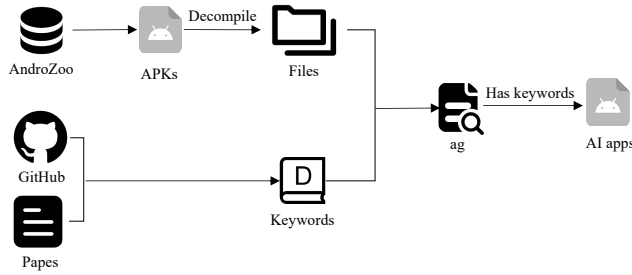 Decompile
AndroZoo
APKs
Files
Has keywords
ag
AI apps
GitHub
D
Keywords
Papes